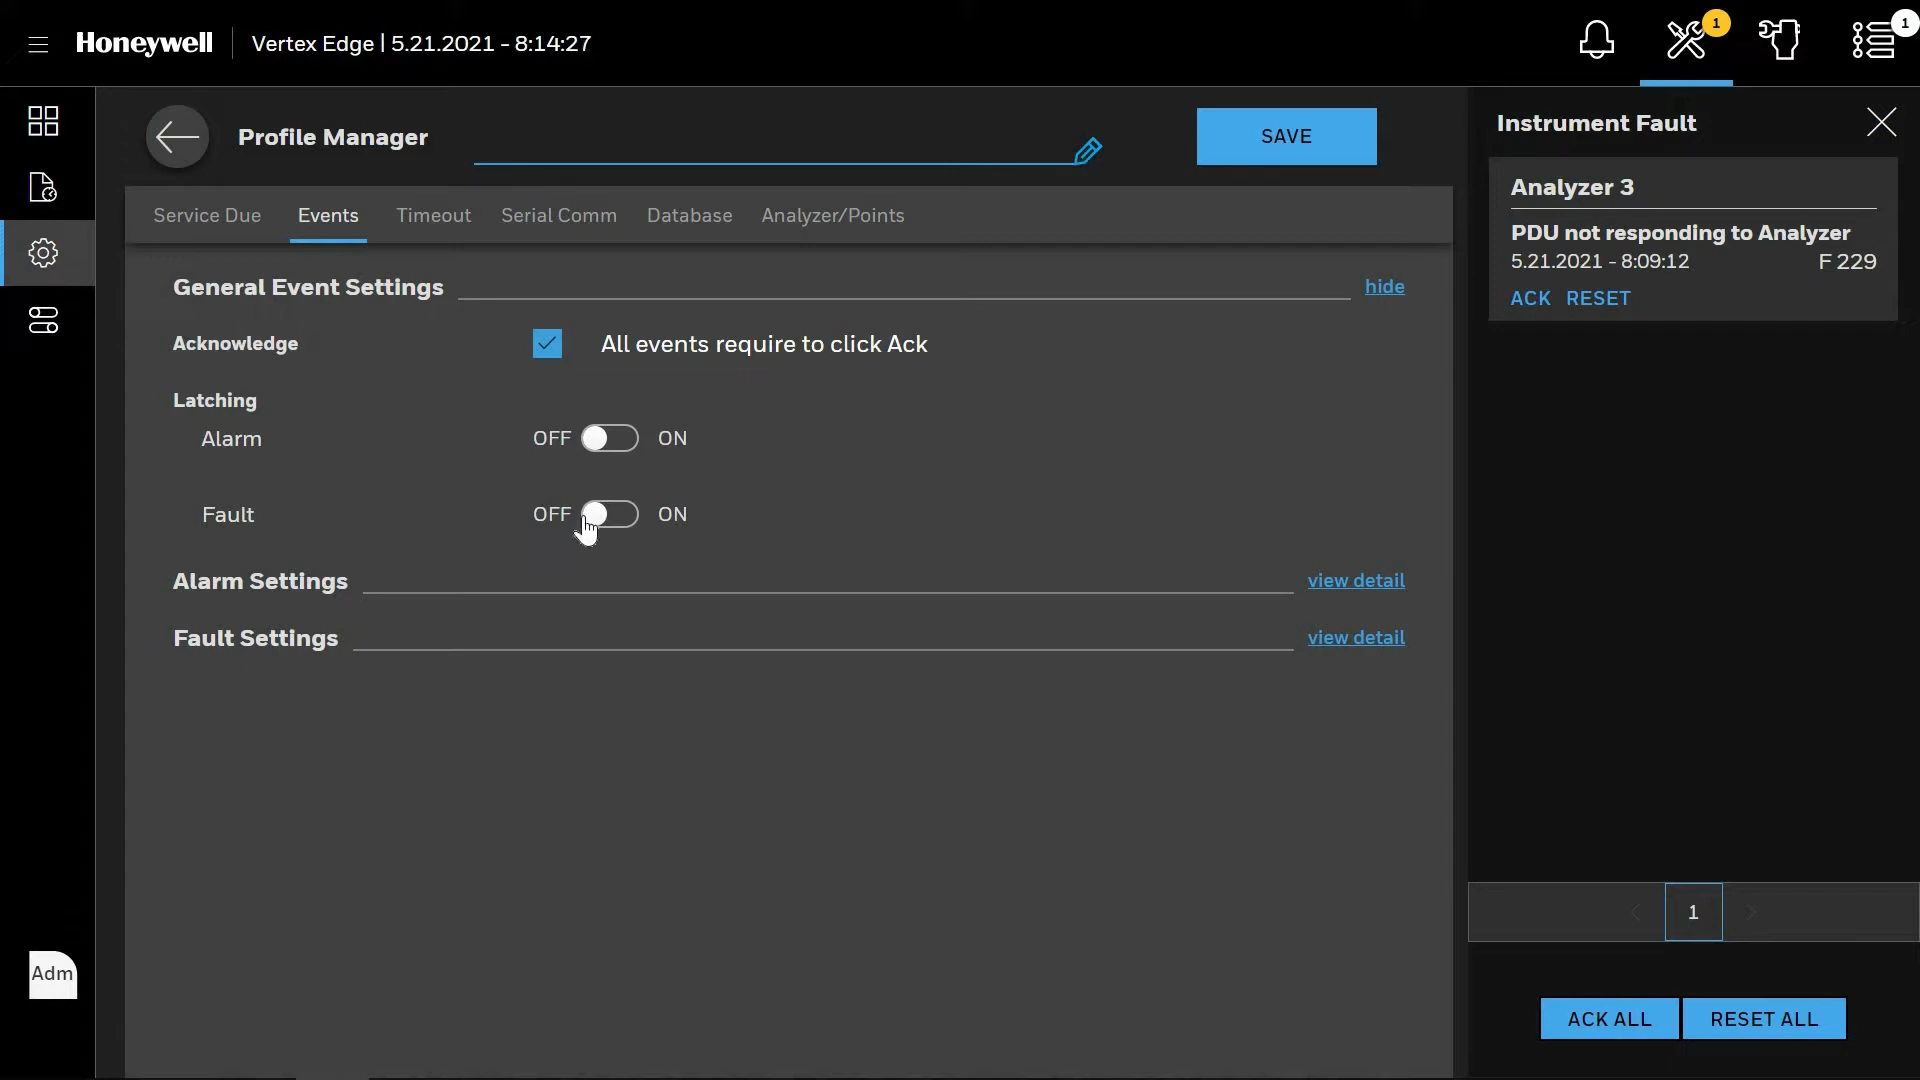 Honeywell
Vertex Edge | 5.21.2021 - 8:14:27
1
1
Profile Manager
SAVE
Service Due
Events
Timeout
Serial Comm
Database
Analyzer/Points
General Event Settings
hide
Acknowledge
All events require to click Ack
Latching
Alarm
OFF
ON
Fault
OFF
ON
Alarm Settings
view detail
Fault Settings
view detail
Adm
Instrument Fault
Analyzer 3
PDU not responding to Analyzer
5.21.2021 - 8:09:12
F 229
ACK RESET
1
ACK ALL
RESET ALL